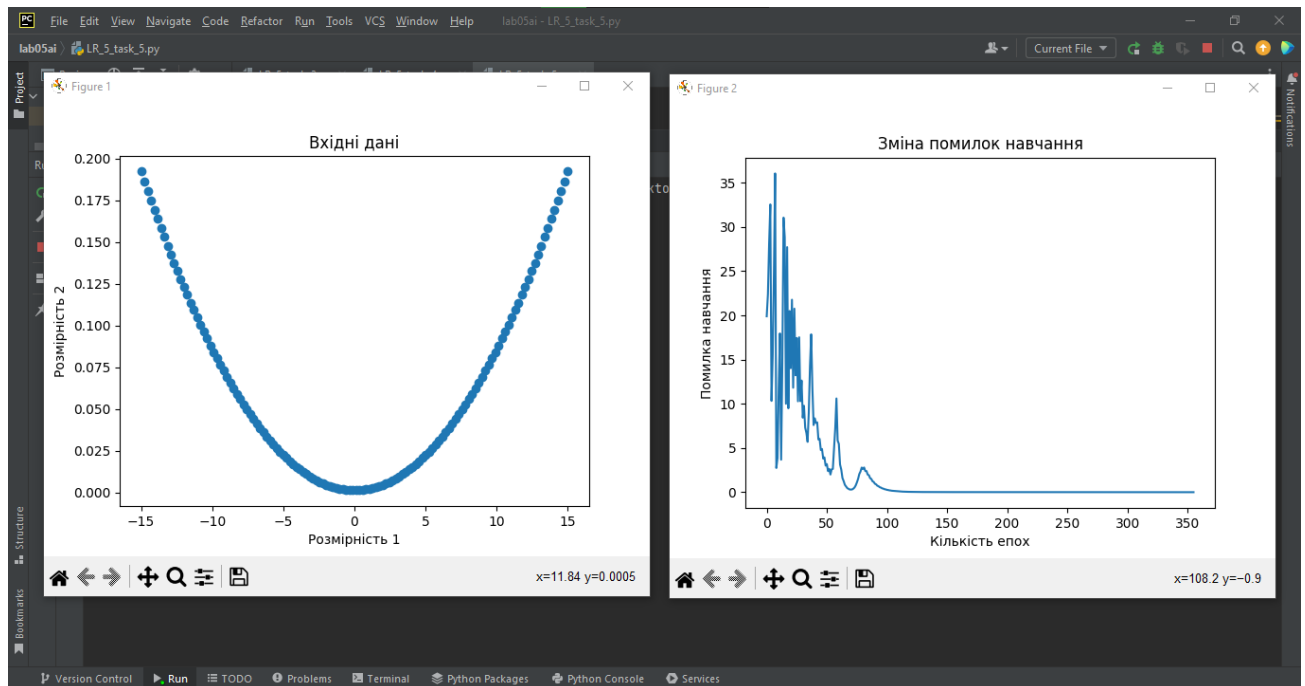 PC File Edit View Navigate Code Refactor Run Tools VCS Window Help lab05ai - LR_5_task_5.py
lab05ai LR_5_task_5.py Current File
Project
Structure
Bookmarks
Notifications
Figure 1
Вхідні дані
Розмірність 2
0.200
0.175
0.150
0.125
0.100
0.075
0.050
0.025
0.000
−15 −10 −5 0 5 10 15
Розмірність 1
x=11.84 y=0.0005
Figure 2
Зміна помилок навчання
Помилка навчання
35
30
25
20
15
10
5
0
0 50 100 150 200 250 300 350
Кількість епох
x=108.2 y=−0.9
Version Control Run TODO Problems Terminal Python Packages Python Console Services